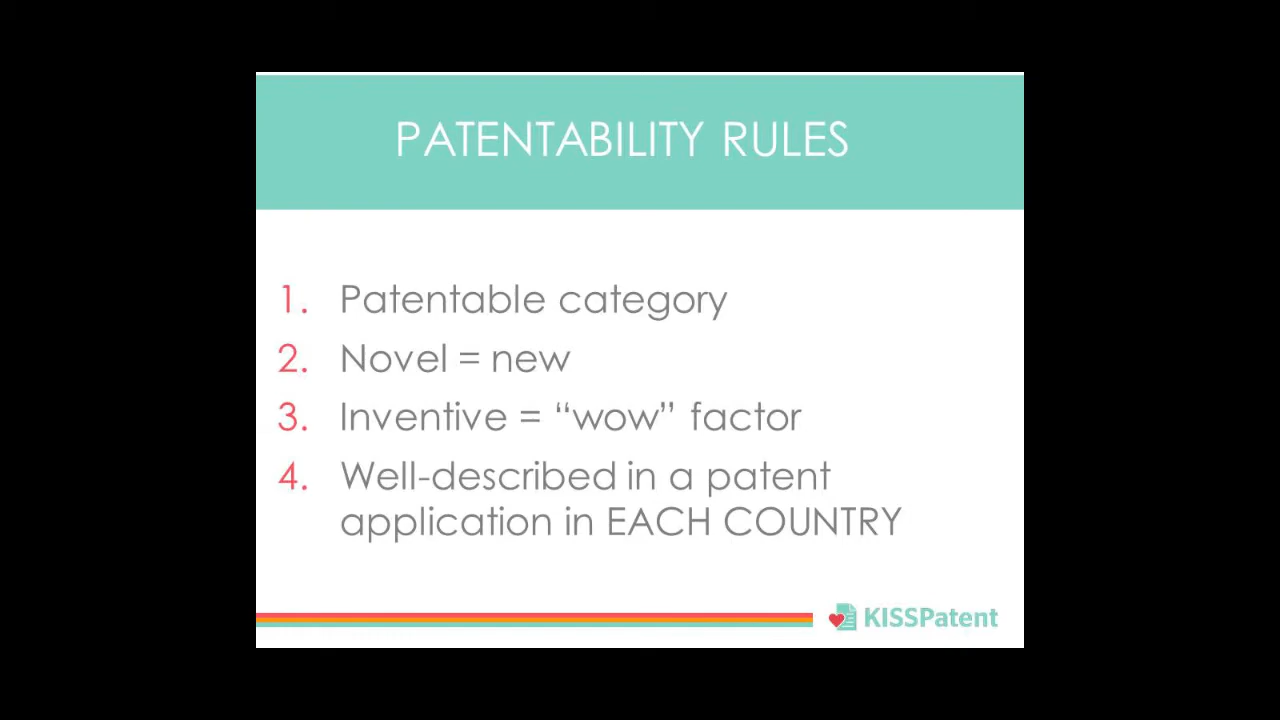 PATENTABILITY RULES
1. Patentable category
2. Novel = new
3. Inventive = “wow” factor
4. Well-described in a patent
application in EACH COUNTRY
KISSPatent